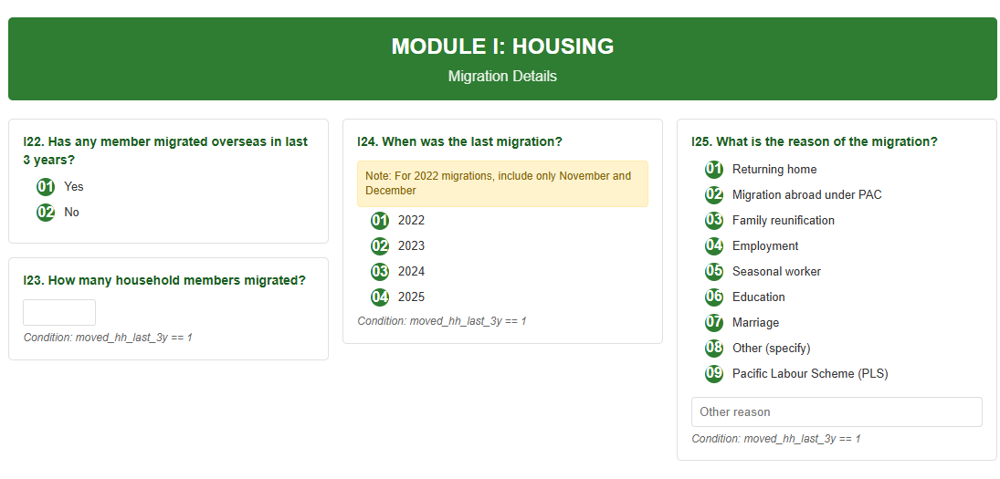 MODULE I: HOUSING
Migration Details
I22. Has any member migrated overseas in last
3 years?
01 Yes
02 No
I23. How many household members migrated?
Condition: moved_hh_last_3y == 1
I24. When was the last migration?
Note: For 2022 migrations, include only November and
December
01 2022
02 2023
03 2024
04 2025
Condition: moved_hh_last_3y == 1
I25. What is the reason of the migration?
01 Returning home
02 Migration abroad under PAC
03 Family reunification
04 Employment
05 Seasonal worker
06 Education
07 Marriage
08 Other (specify)
09 Pacific Labour Scheme (PLS)
Other reason
Condition: moved_hh_last_3y == 1